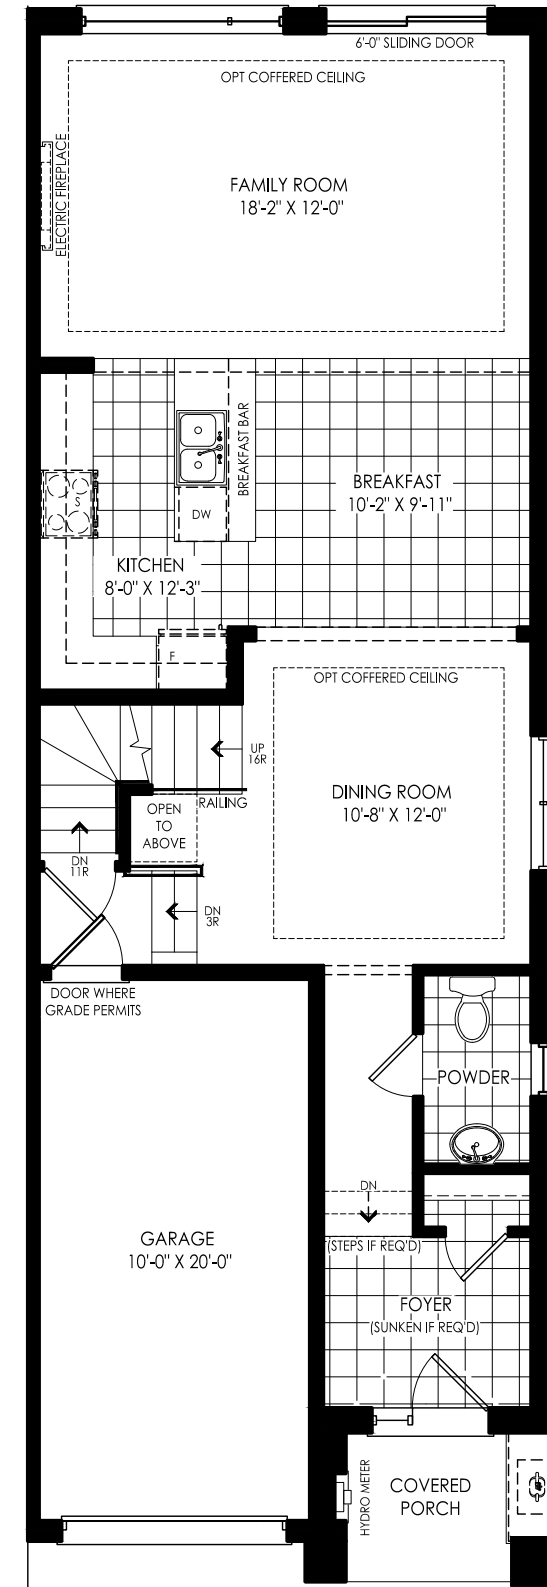 6'-0" SLIDING DOOR
OPT COFFERED CEILING
ELECTRIC FIREPLACE
FAMILY ROOM
18'-2" X 12'-0"
BREAKFAST BAR
S
DW
BREAKFAST
10'-2" X 9'-11"
KITCHEN
8'-0" X 12'-3"
F
OPT COFFERED CEILING
UP
16R
DINING ROOM
10'-8" X 12'-0"
RAILING
OPEN
TO
ABOVE
DN
11R
DN
3R
DOOR WHERE
GRADE PERMITS
POWDER
DN
(STEPS IF REQ'D)
GARAGE
10'-0" X 20'-0"
FOYER
(SUNKEN IF REQ'D)
HYDRO METER
COVERED
PORCH